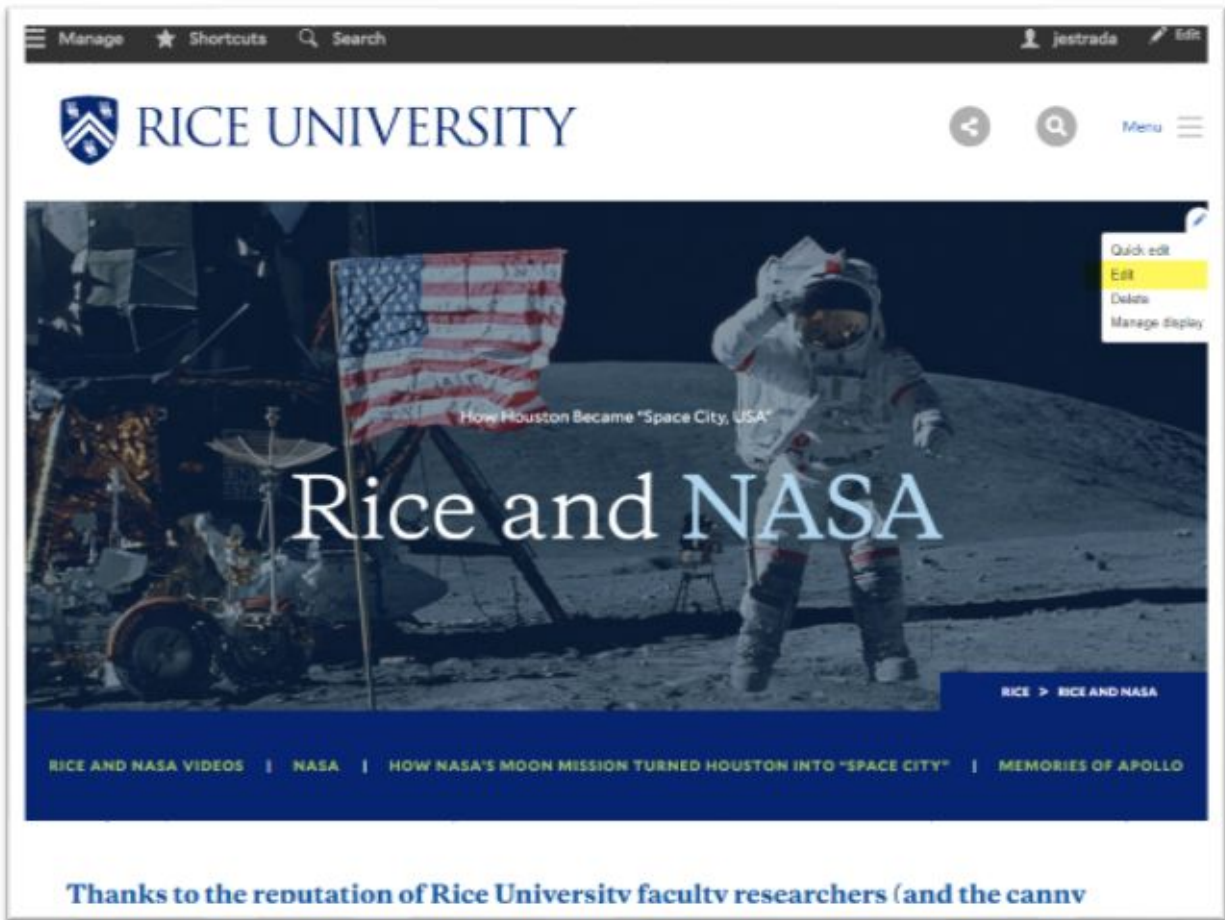 Manage Shortcuts Search jestrada Edit
RICE UNIVERSITY
Menu
Quick edit
Edit
Delete
Manage display
How Houston Became "Space City, USA"
Rice and NASA
RICE > RICE AND NASA
RICE AND NASA VIDEOS | NASA | HOW NASA'S MOON MISSION TURNED HOUSTON INTO "SPACE CITY" | MEMORIES OF APOLLO
Thanks to the reputation of Rice University faculty researchers (and the canny